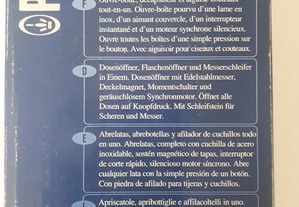 F
Ouvre-boîte, décapsuleur et aiguise couteaux
tout-en-un. Ouvre-boîte pourvu d'une lame en
inox, d'un aimant couvercle, d'un interrupteur
instantané et d'un moteur synchrone silencieux.
Ouvre toutes les boîtes d'une simple pression sur
le bouton. Avec aiguisoir pour ciseaux et couteaux.
D
Dosenöffner, Flaschenöffner und Messerschleifer
in Einem. Dosenöffner mit Edelstahlmesser,
Deckelmagnet, Momentschalter und
geräuschlosem Synchronmotor. Öffnet alle
Dosen auf Knopfdruck. Mit Schleifstein für
Scheren und Messer.
E
Abrelatas, abrebotellas y afilador de cuchillos todo
en uno. Abrelatas, completo con cuchilla de acero
inoxidable, sostén magnético de tapas, interruptor
de corte rápido, silencioso motor síncrono. Abre
cualquier lata con la simple presión de un botón.
Con piedra de afilado para tijeras y cuchillos.
I
Apriscatole, apribottiglie e affilacoltelli in uno.